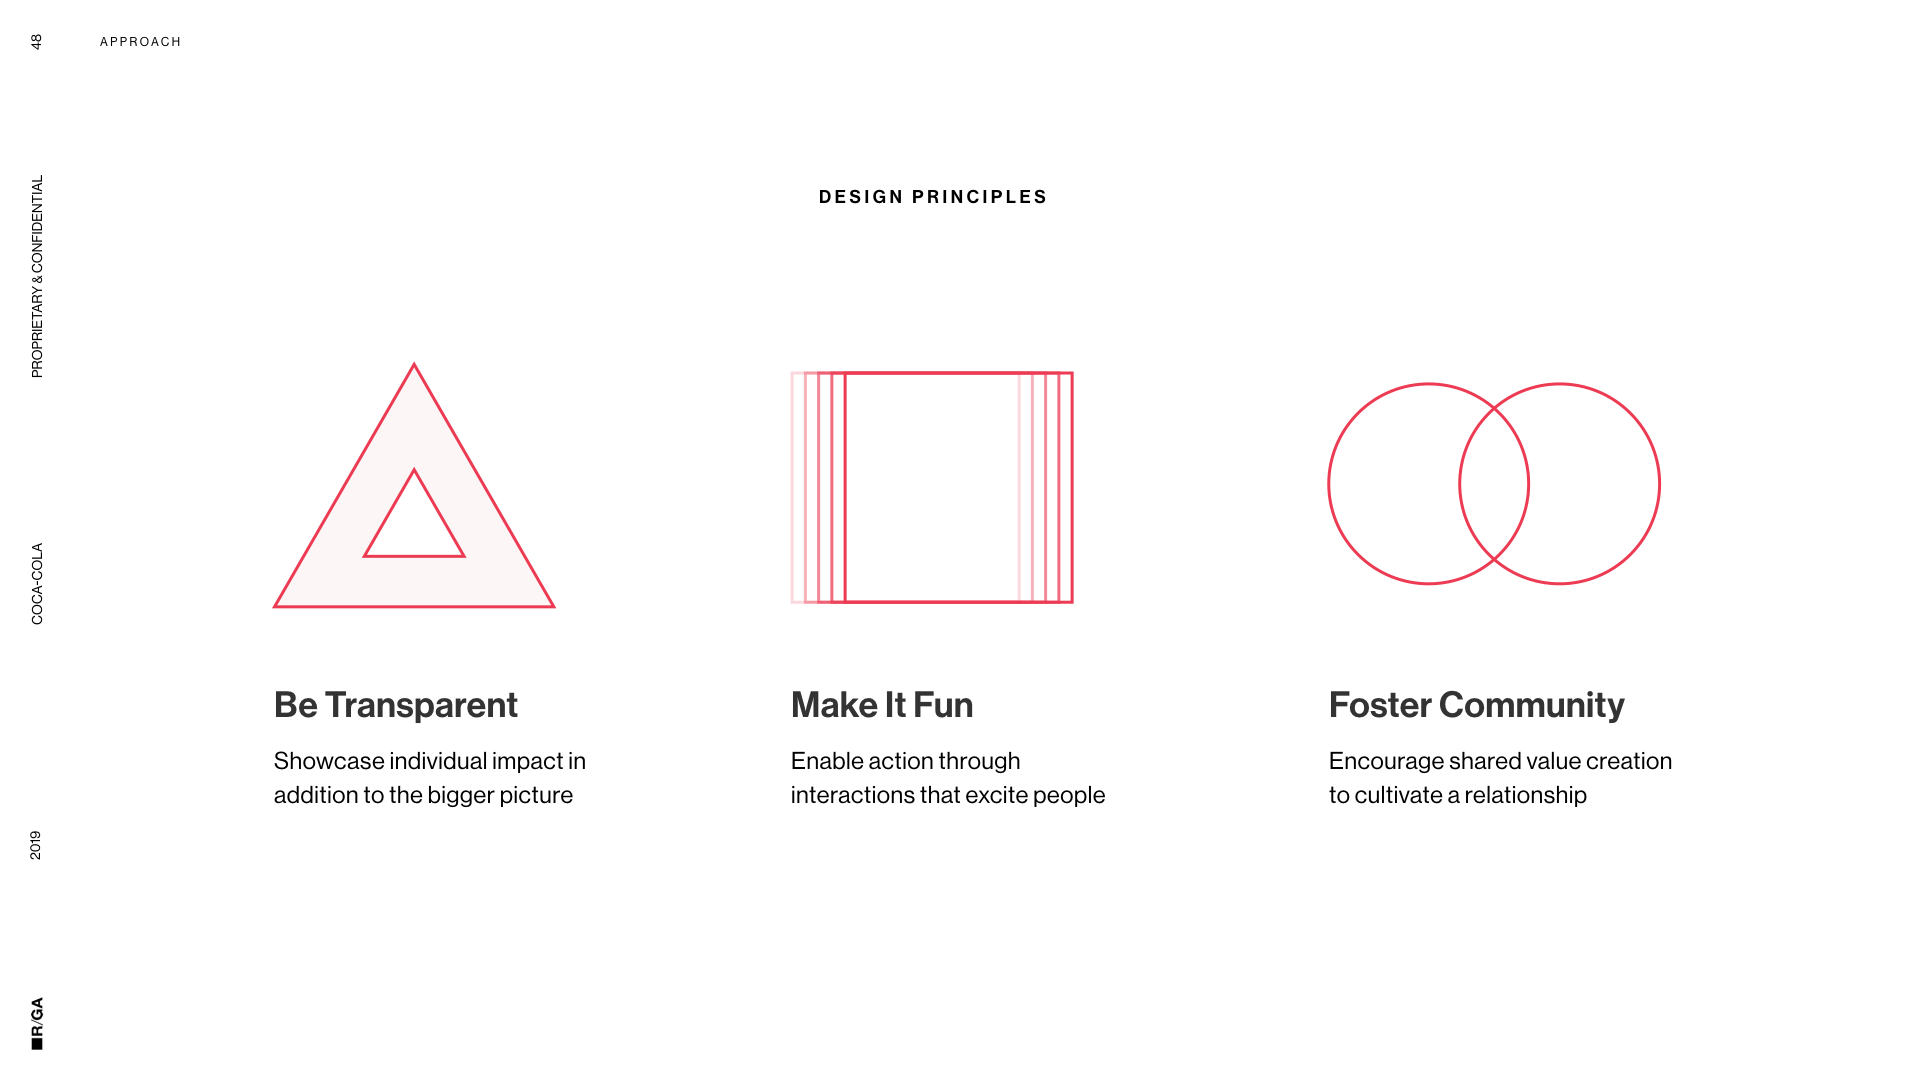 48
APPROACH
PROPRIETARY & CONFIDENTIAL
COCA-COLA
2019
R/GA
DESIGN PRINCIPLES
Be Transparent
Showcase individual impact in
addition to the bigger picture
Make It Fun
Enable action through
interactions that excite people
Foster Community
Encourage shared value creation
to cultivate a relationship